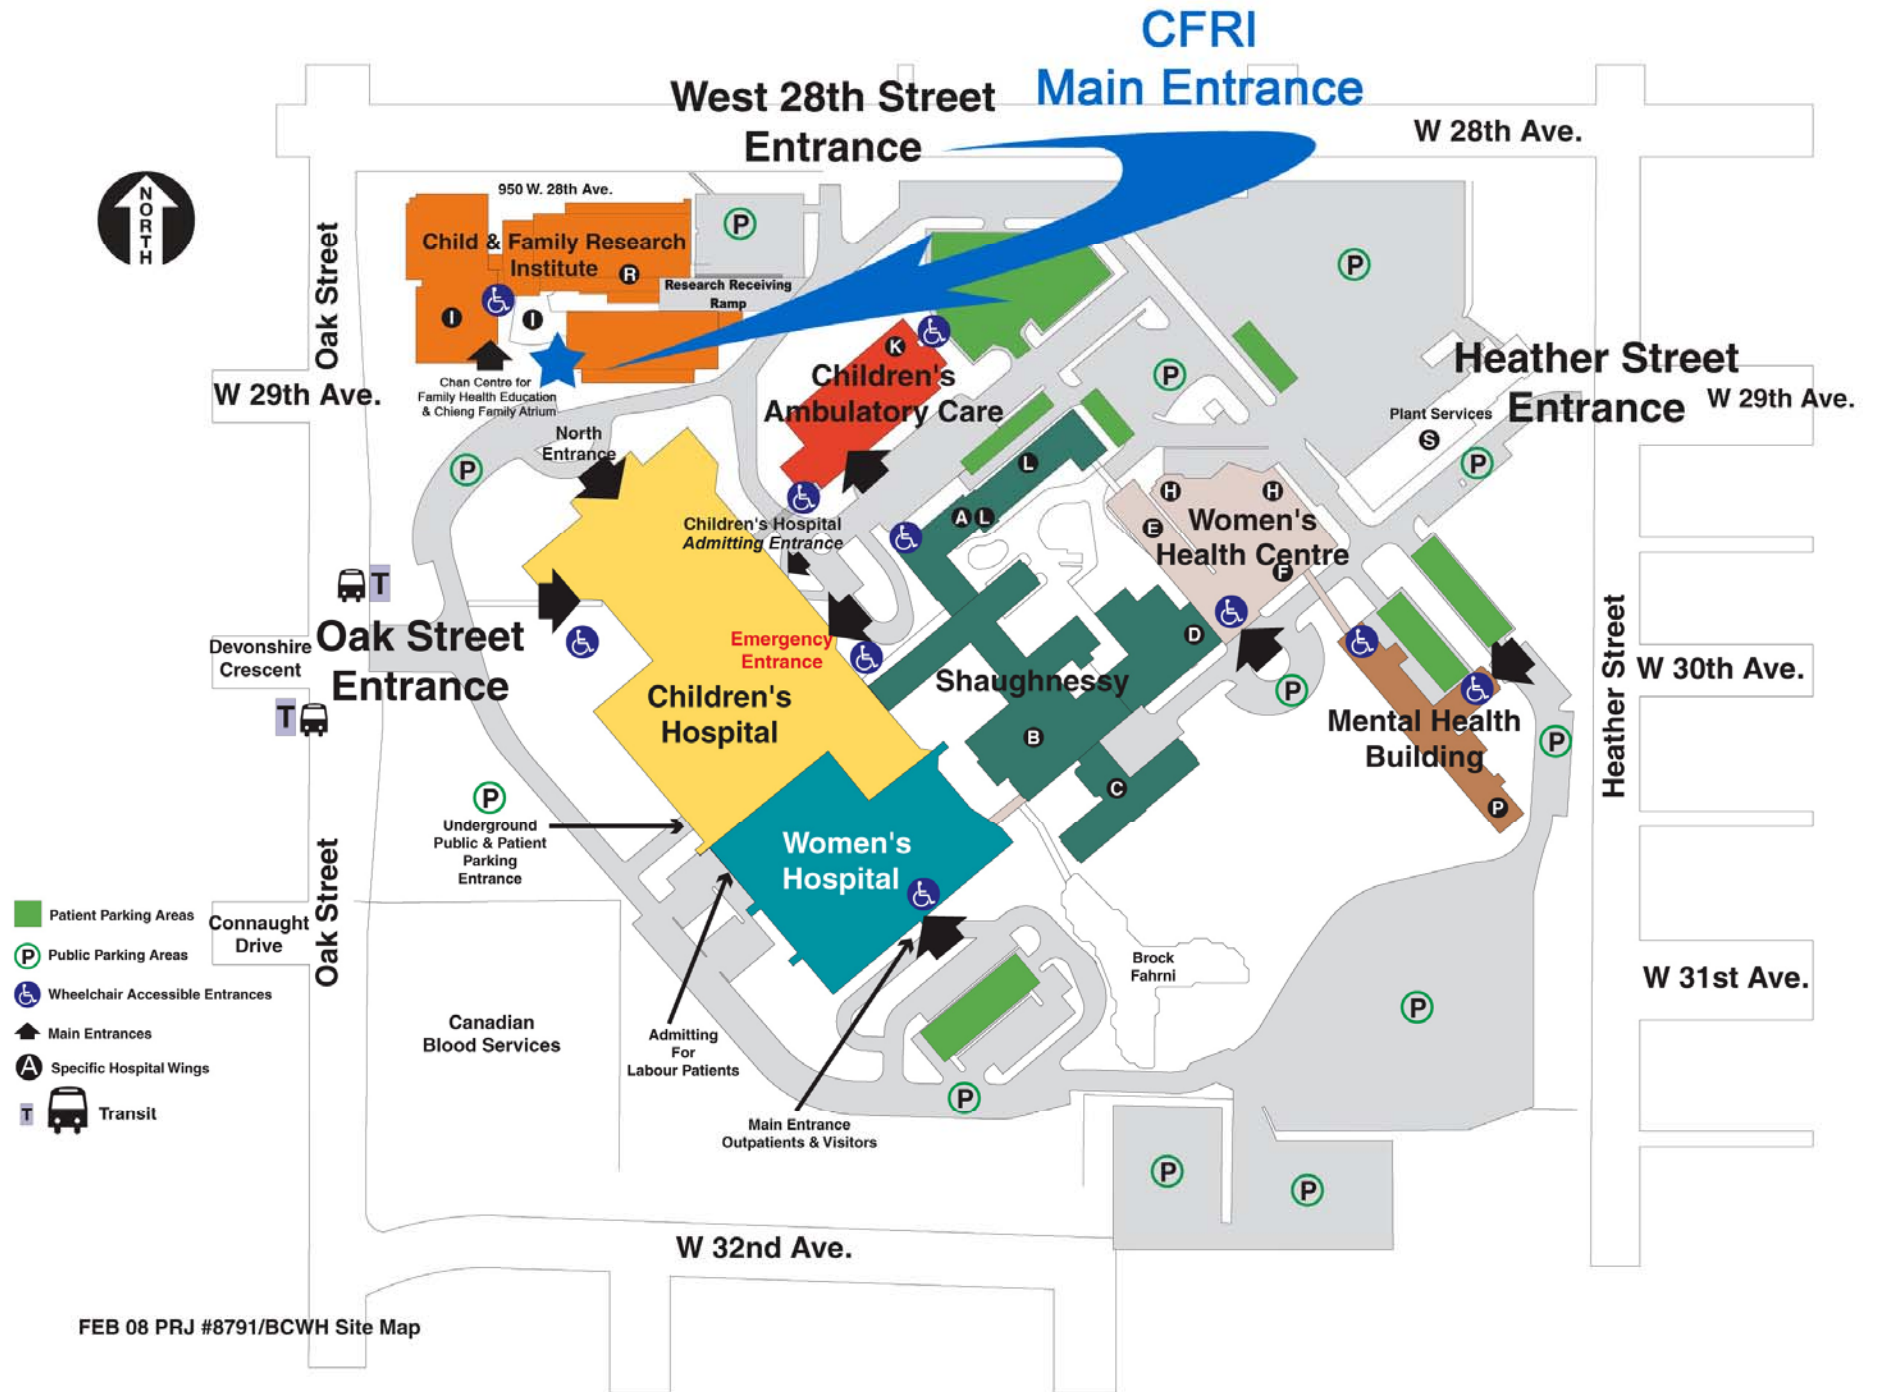 CFRI
Main Entrance
West 28th Street
Entrance
W 28th Ave.
NORTH
950 W. 28th Ave.
P
Child & Family Research
Institute
R
P
Oak Street
Research Receiving
Ramp
I
I
K
Heather Street
Entrance
W 29th Ave.
W 29th Ave.
Chan Centre for
Family Health Education
& Chieng Family Atrium
Children's
Ambulatory Care
P
Plant Services
S
North
Entrance
P
L
P
H
H
A L
E
Women's
Health Centre
F
Children's Hospital
Admitting Entrance
T
Oak Street
Entrance
Devonshire
Crescent
Emergency
Entrance
D
Heather Street
W 30th Ave.
Shaughnessy
P
Children's
Hospital
T
Mental Health
Building
B
P
C
P
P
Underground
Public & Patient
Parking
Entrance
Women's
Hospital
Oak Street
Patient Parking Areas
Connaught
Drive
P Public Parking Areas
Brock
Fahrni
W 31st Ave.
Wheelchair Accessible Entrances
P
Main Entrances
Canadian
Blood Services
Admitting
For
Labour Patients
A Specific Hospital Wings
P
T Transit
Main Entrance
Outpatients & Visitors
P
P
W 32nd Ave.
FEB 08 PRJ #8791/BCWH Site Map